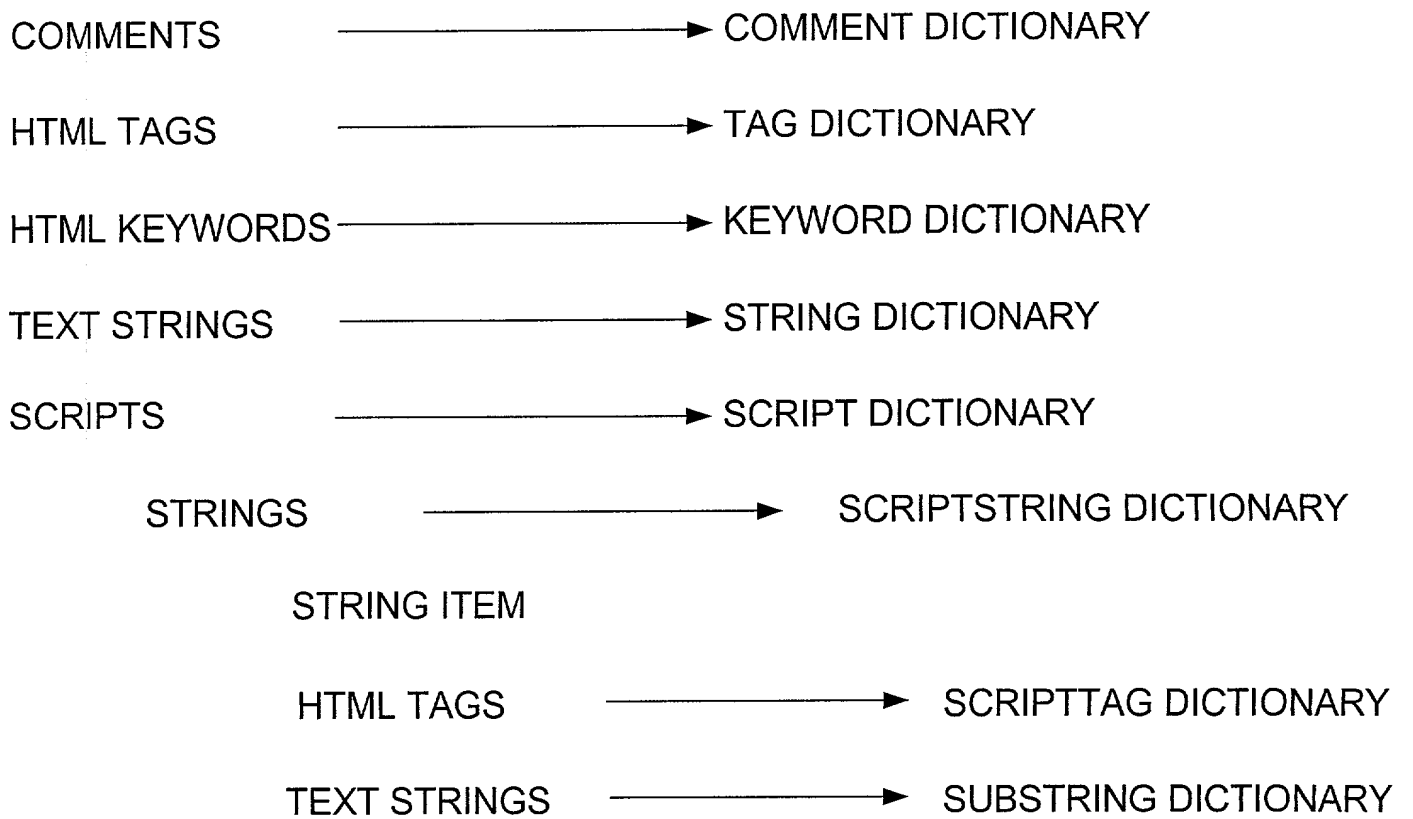 COMMENTS COMMENT DICTIONARY
HTML TAGS TAG DICTIONARY
HTML KEYWORDS KEYWORD DICTIONARY
TEXT STRINGS STRING DICTIONARY
SCRIPTS SCRIPT DICTIONARY
STRINGS SCRIPTSTRING DICTIONARY
STRING ITEM
HTML TAGS SCRIPTTAG DICTIONARY
TEXT STRINGS SUBSTRING DICTIONARY